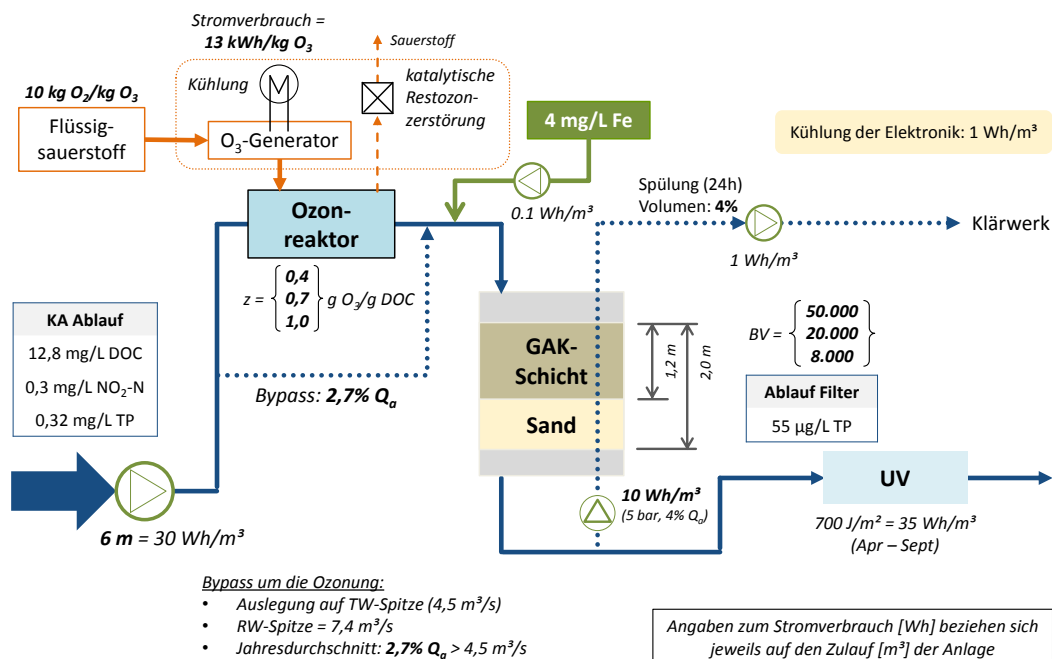 Stromverbrauch =
13 kWh/kg O₃
Sauerstoff
Kühlung
M
katalytische
Restozon-
zerstörung
10 kg O₂/kg O₃
Flüssig-
sauerstoff
O₃-Generator
4 mg/L Fe
Kühlung der Elektronik: 1 Wh/m³
0.1 Wh/m³
Ozon-
reaktor
Spülung (24h)
Volumen: 4%
Klärwerk
1 Wh/m³
z = { 0,4
0,7
1,0 } g O₃/g DOC
KA Ablauf
12,8 mg/L DOC
0,3 mg/L NO₂-N
0,32 mg/L TP
Bypass: 2,7% Qₐ
GAK-
Schicht
Sand
1,2 m
2,0 m
BV = { 50.000
20.000
8.000 }
Ablauf Filter
55 µg/L TP
UV
10 Wh/m³
(5 bar, 4% Qₐ)
700 J/m² = 35 Wh/m³
(Apr – Sept)
6 m = 30 Wh/m³
Bypass um die Ozonung:
• Auslegung auf TW-Spitze (4,5 m³/s)
• RW-Spitze = 7,4 m³/s
• Jahresdurchschnitt: 2,7% Qₐ > 4,5 m³/s
Angaben zum Stromverbrauch [Wh] beziehen sich
jeweils auf den Zulauf [m³] der Anlage